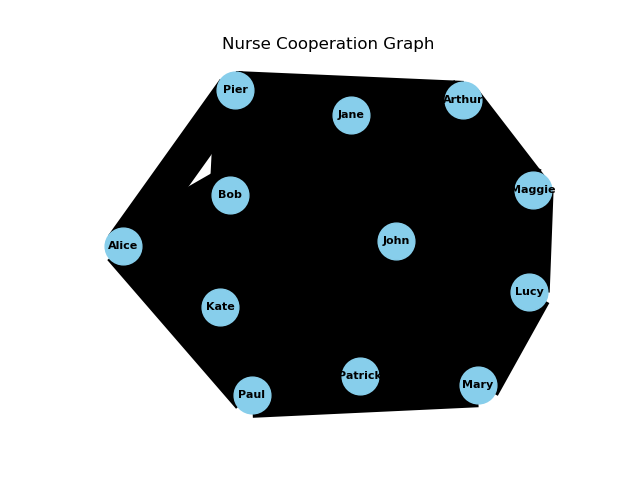 Nurse Cooperation Graph
Pier
Jane
Arthur
Maggie
Bob
John
Alice
Lucy
Kate
Patrick
Mary
Paul